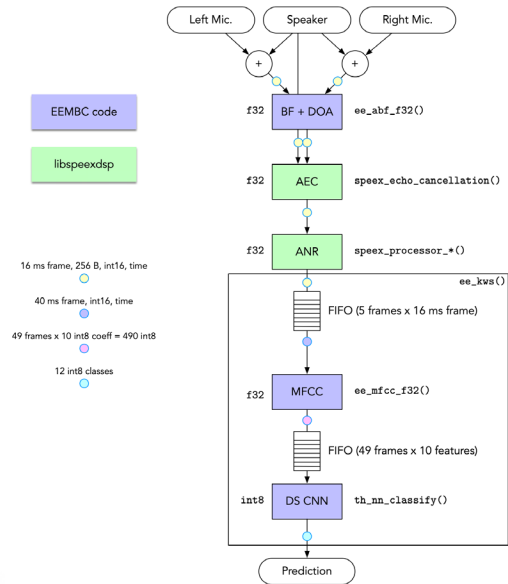 Left Mic.
Speaker
Right Mic.
+
+
EEMBC code
f32
BF + DOA
ee_abf_f32()
libspeexdsp
f32
AEC
speex_echo_cancellation()
f32
ANR
speex_processor_*()
16 ms frame, 256 B, int16, time
ee_kws()
40 ms frame, int16, time
FIFO (5 frames x 16 ms frame)
49 frames x 10 int8 coeff = 490 int8
12 int8 classes
f32
MFCC
ee_mfcc_f32()
FIFO (49 frames x 10 features)
int8
DS CNN
th_nn_classify()
Prediction